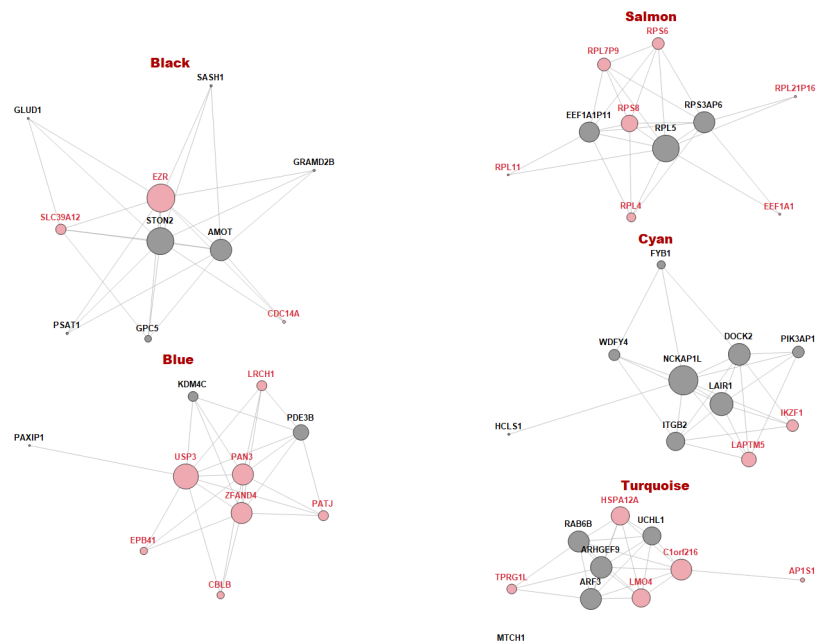 Black
SASH1
GLUD1
GRAMD2B
EZR
SLC39A12
STON2
AMOT
CDC14A
PSAT1
GPC5
Blue
LRCH1
KDM4C
PDE3B
PAXIP1
USP3
PAN3
ZFAND4
PATJ
EPB41
CBLB
Salmon
RPS6
RPL7P9
RPL21P16
RPS8
RPS3AP6
EEF1A1P11
RPL5
RPL11
RPL4
EEF1A1
Cyan
FYB1
DOCK2
WDFY4
PIK3AP1
NCKAP1L
LAIR1
HCLS1
IKZF1
ITGB2
LAPTM5
Turquoise
HSPA12A
RAB6B
UCHL1
ARHGEF9
C1orf216
TPRG1L
AP1S1
ARF3
LMO4
MTCH1